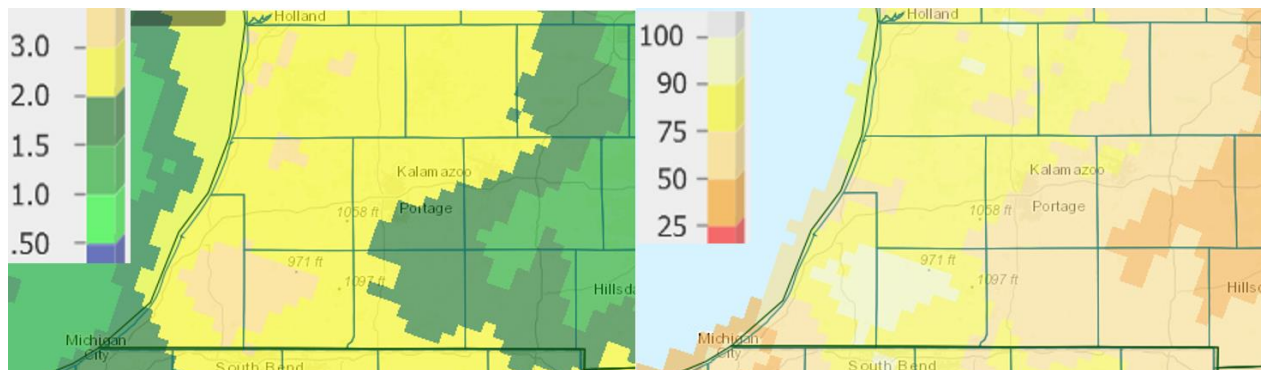 Holland
3.0
2.0
1.5
1.0
.50
Kalamazoo
1058 ft
Portage
971 ft
1097 ft
Hillsda
Michigan
City
South Bend
Holland
100
90
75
50
25
Kalamazoo
1058 ft
Portage
971 ft
1097 ft
Hillsd
Michigan
City
South Bend